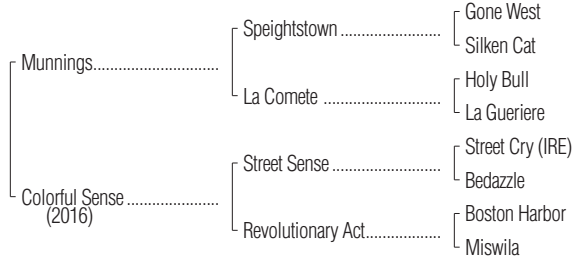 Gone West
Speightstown
Silken Cat
Munnings
Holy Bull
La Comete
La Gueriere
Street Cry (IRE)
Street Sense
Bedazzle
Colorful Sense
(2016)
Boston Harbor
Revolutionary Act
Miswila